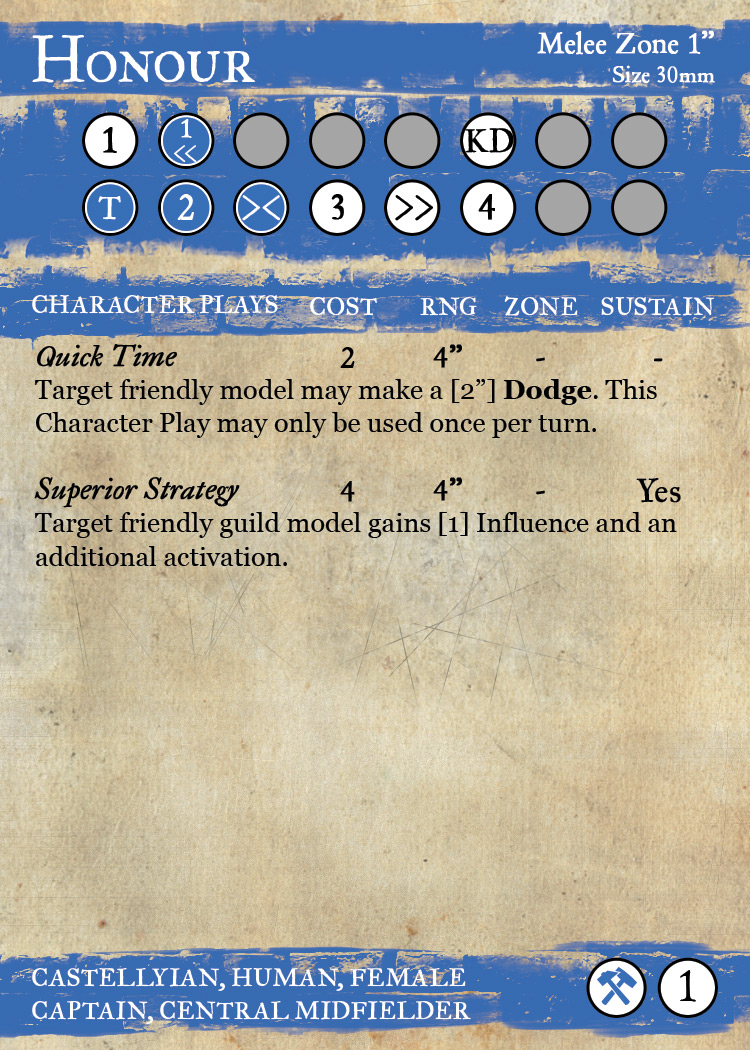 HONOUR
Melee Zone 1”
Size 30mm
1 1 << KD
T 2 >< 3 >> 4
CHARACTER PLAYS COST RNG ZONE SUSTAIN
Quick Time 2 4” - -
Target friendly model may make a [2”] Dodge. This
Character Play may only be used once per turn.
Superior Strategy 4 4” - Yes
Target friendly guild model gains [1] Influence and an
additional activation.
CASTELLYIAN, HUMAN, FEMALE
CAPTAIN, CENTRAL MIDFIELDER
1